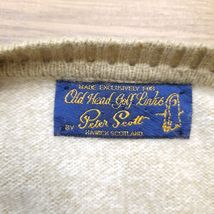 MADE EXCLUSIVELY FOR
Old Head Golf Links
BY Peter Scott
HAWICK SCOTLAND